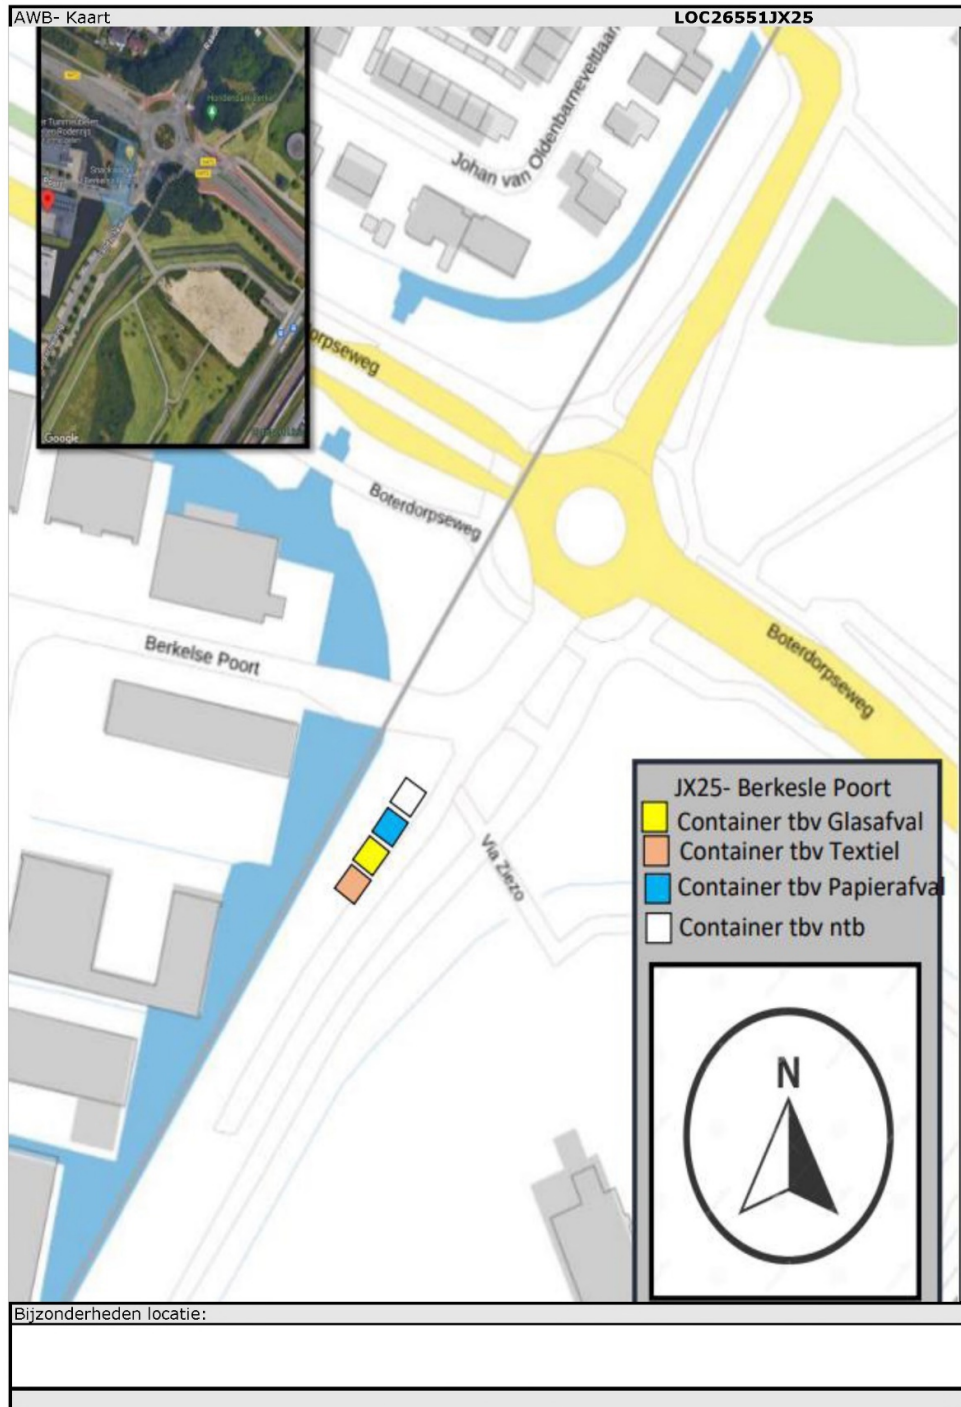 AWB- Kaart
LOC26551JX25
Johan van Oldenbarneveltlaan
Google
orpseweg
Boterdorpseweg
Berkelse Poort
Boterdorpseweg
Via Ziezo
JX25- Berkesle Poort
Container tbv Glasafval
Container tbv Textiel
Container tbv Papierafval
Container tbv ntb
N
Bijzonderheden locatie: